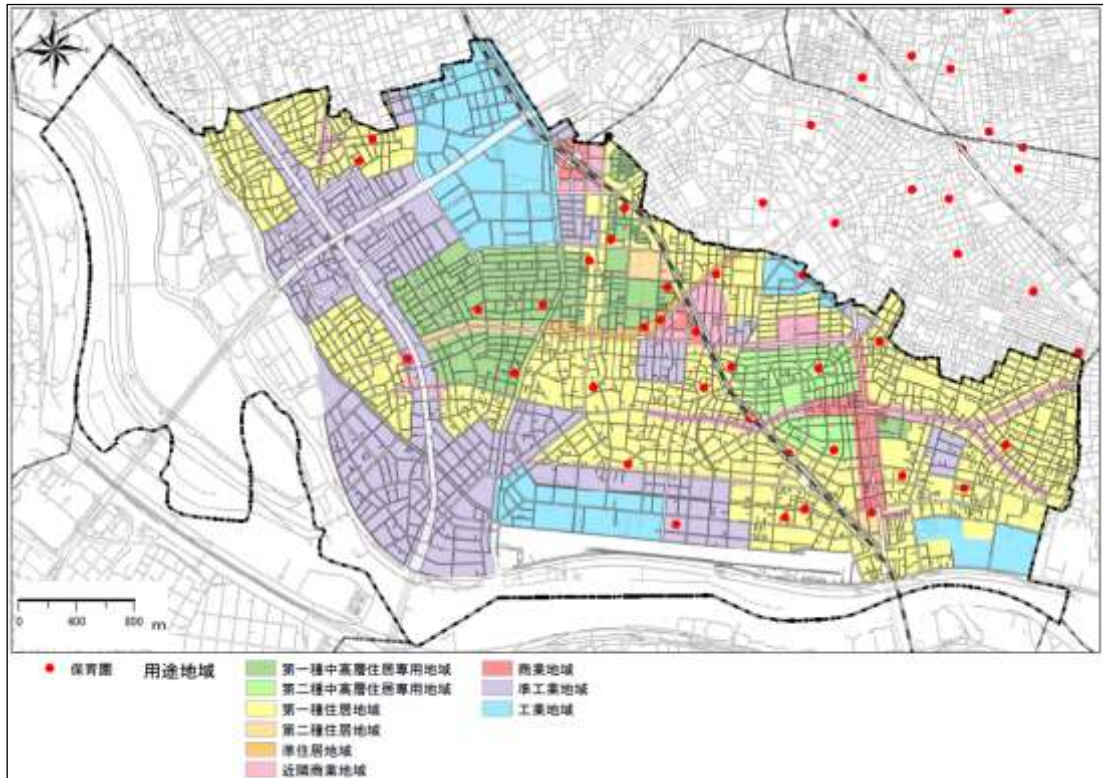 0 400 800 m
保育園
用途地域
第一種中高層住居専用地域
第二種中高層住居専用地域
第一種住居地域
第二種住居地域
準住居地域
近隣商業地域
商業地域
準工業地域
工業地域